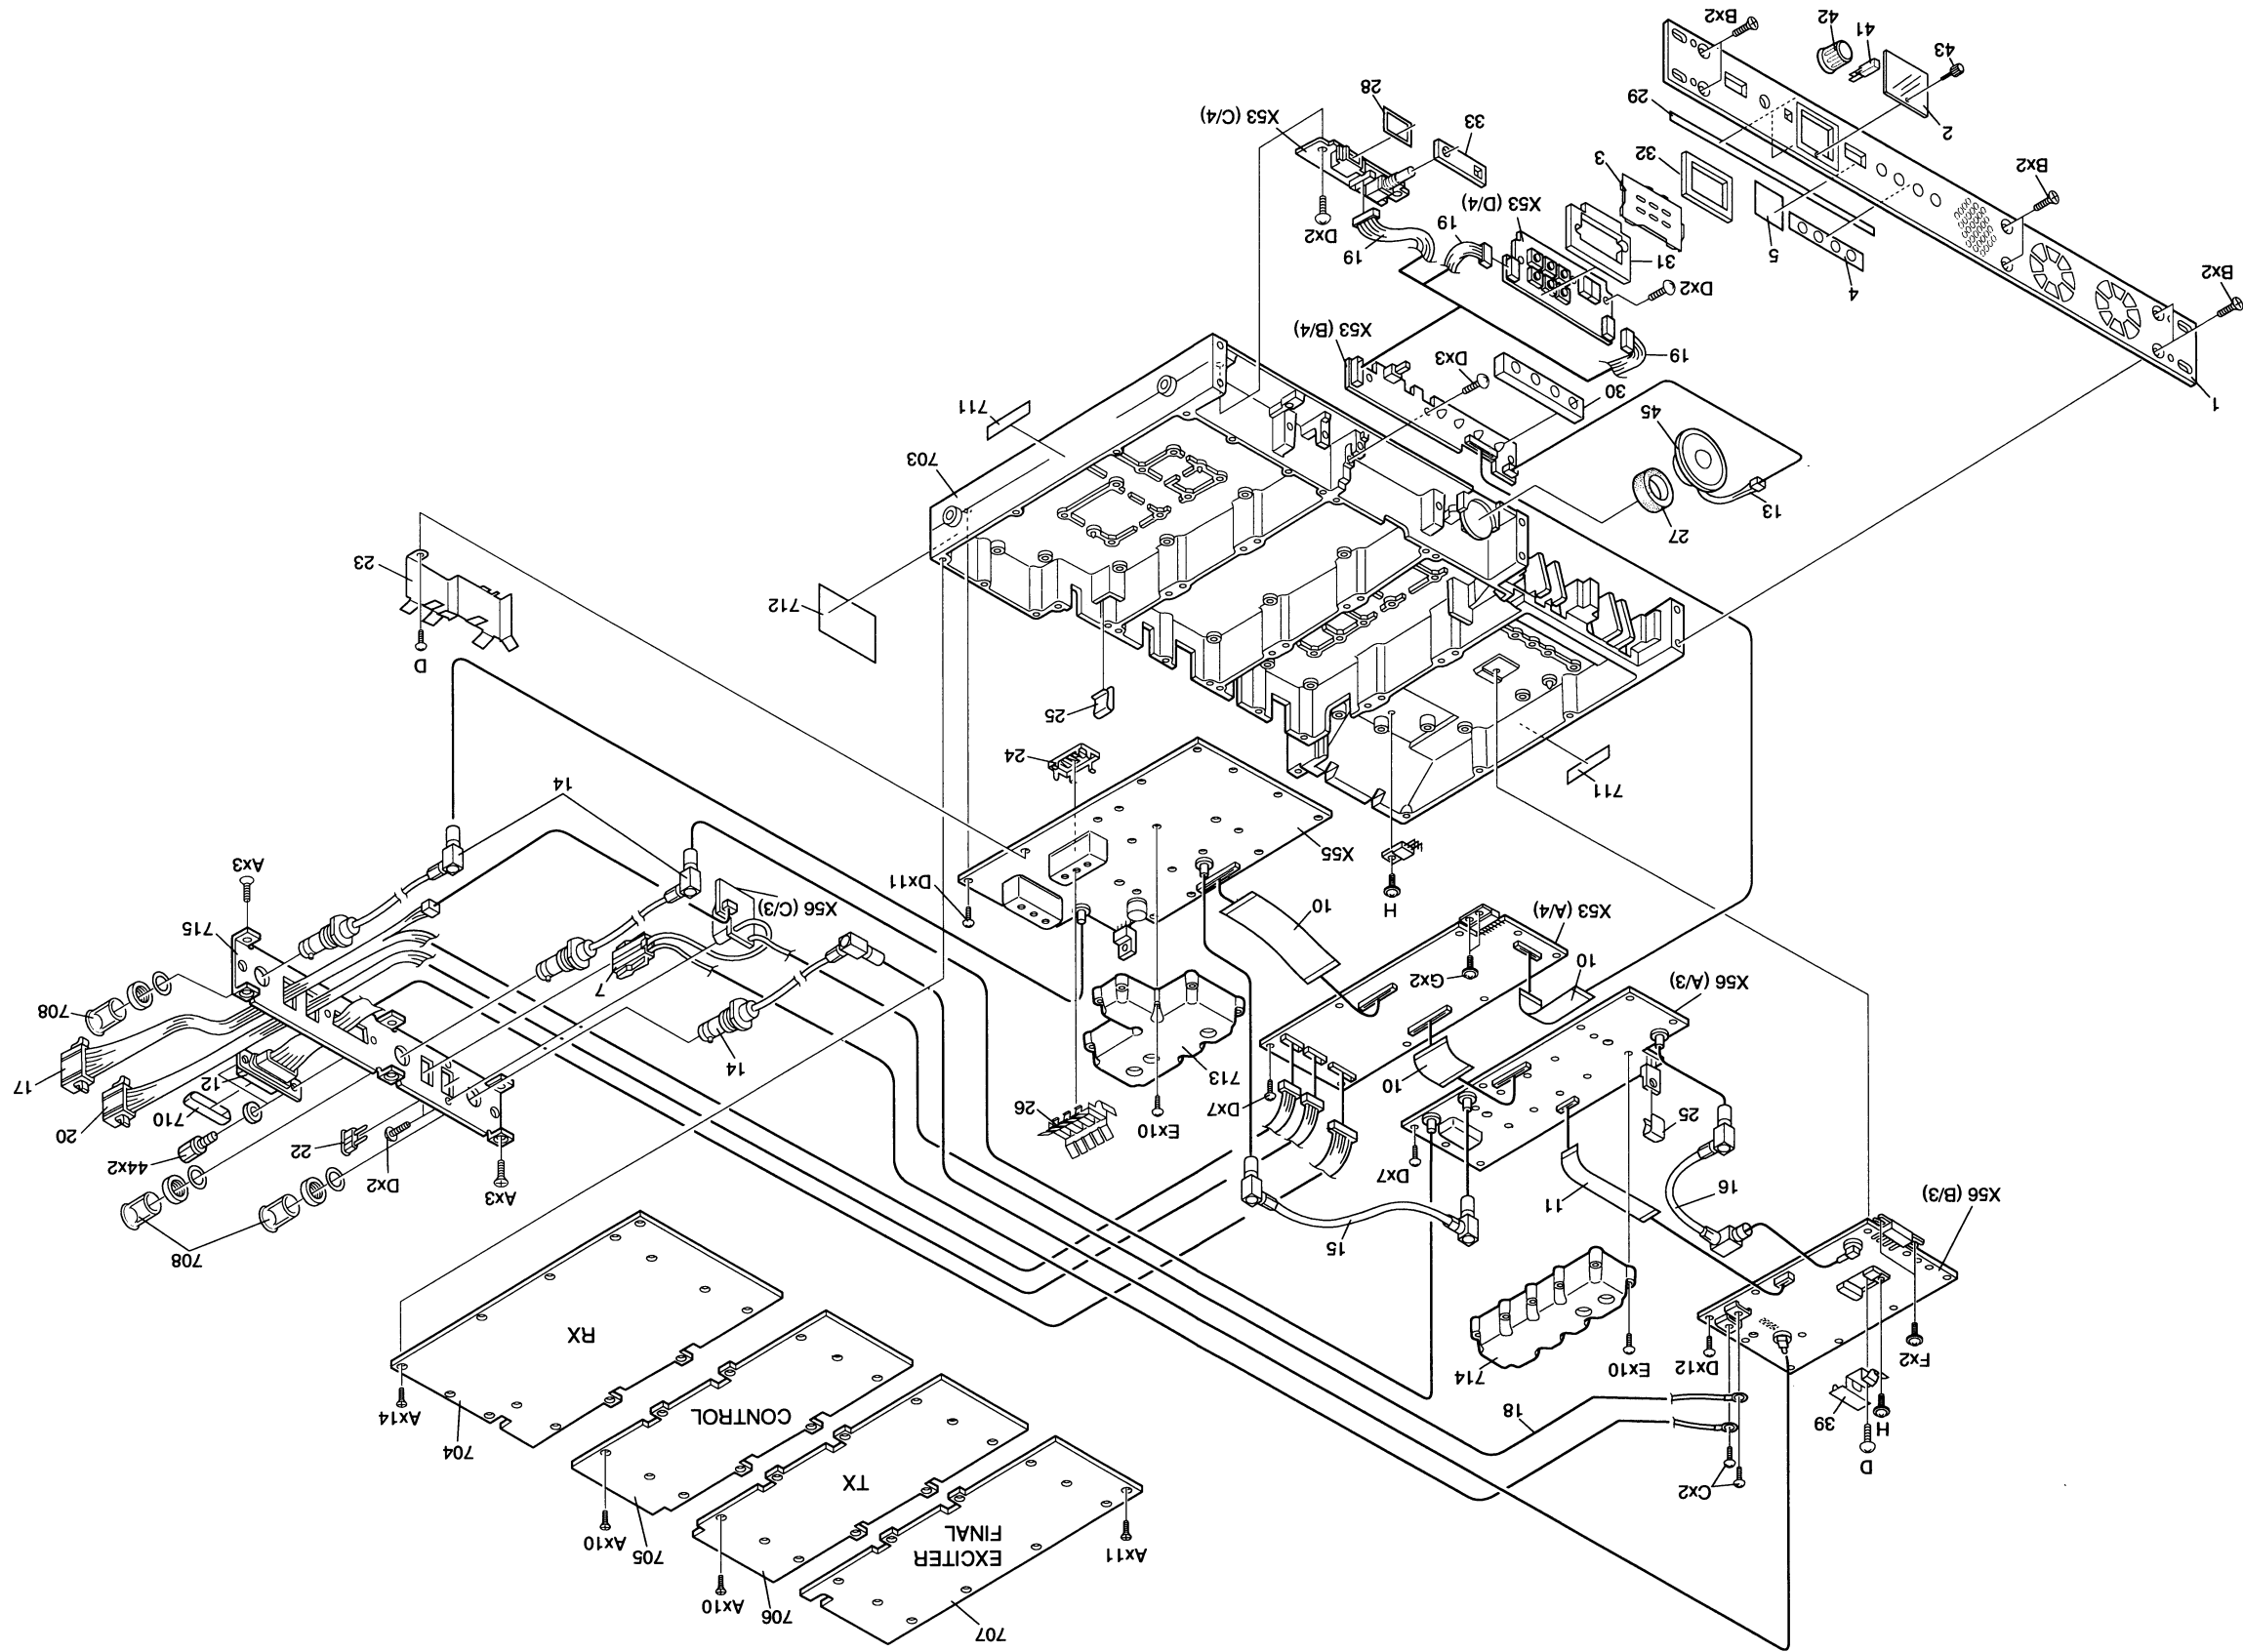 707
706
Ax10
Ax11
EXCITER
FINAL
705
Ax10
TX
Cx2
D
39
H
704
Ax14
CONTROL
18
714
Fx2
Dx12
Ex10
RX
708
X56 (B/3)
16
11
15
Ax3
Dx2
22
44x2
20
710
12
17
25
Dx7
Ex10
26
Dx7
10
713
14
7
708
X56 (A/3)
10
Gx2
10
Dx11
X56 (C/3)
715
X53 (A/4)
H
X55
Ax3
711
24
14
25
D
712
23
13
27
703
45
711
1
30
Dx3
19
X53 (B/4)
Bx2
4
5
31
Dx2
X53 (D/4)
19
19
Dx2
Bx2
32
3
33
28
X53 (C/4)
2
29
43
41
42
Bx2